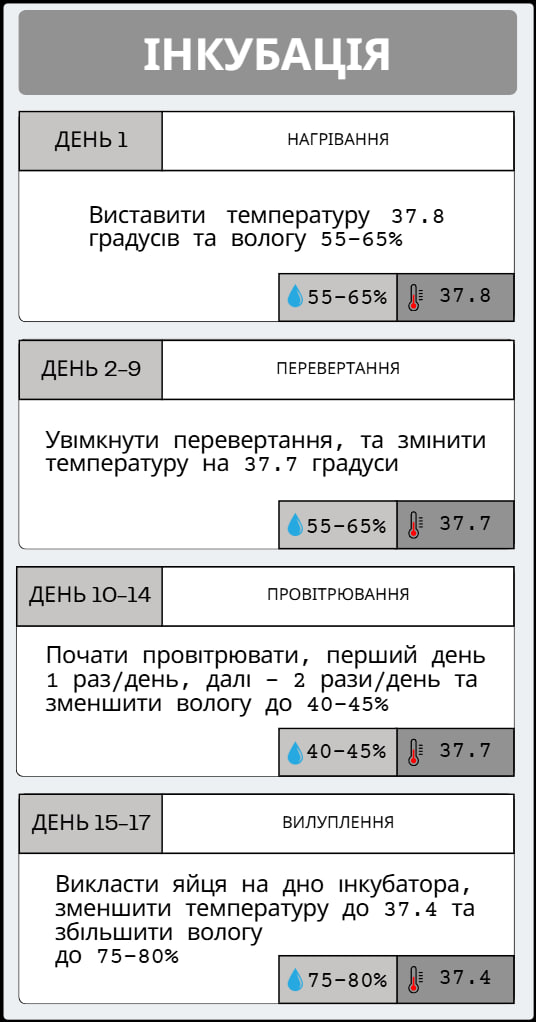 ІНКУБАЦІЯ
ДЕНЬ 1
НАГРІВАННЯ
Виставити температуру 37.8
градусів та вологу 55-65%
55-65%
37.8
ДЕНЬ 2-9
ПЕРЕВЕРТАННЯ
Увімкнути перевертання, та змінити
температуру на 37.7 градуси
55-65%
37.7
ДЕНЬ 10-14
ПРОВІТРЮВАННЯ
Почати провітрювати, перший день
1 раз/день, далі - 2 рази/день та
зменшити вологу до 40-45%
40-45%
37.7
ДЕНЬ 15-17
ВИЛУПЛЕННЯ
Викласти яйця на дно інкубатора,
зменшити температуру до 37.4 та
збільшити вологу
до 75-80%
75-80%
37.4